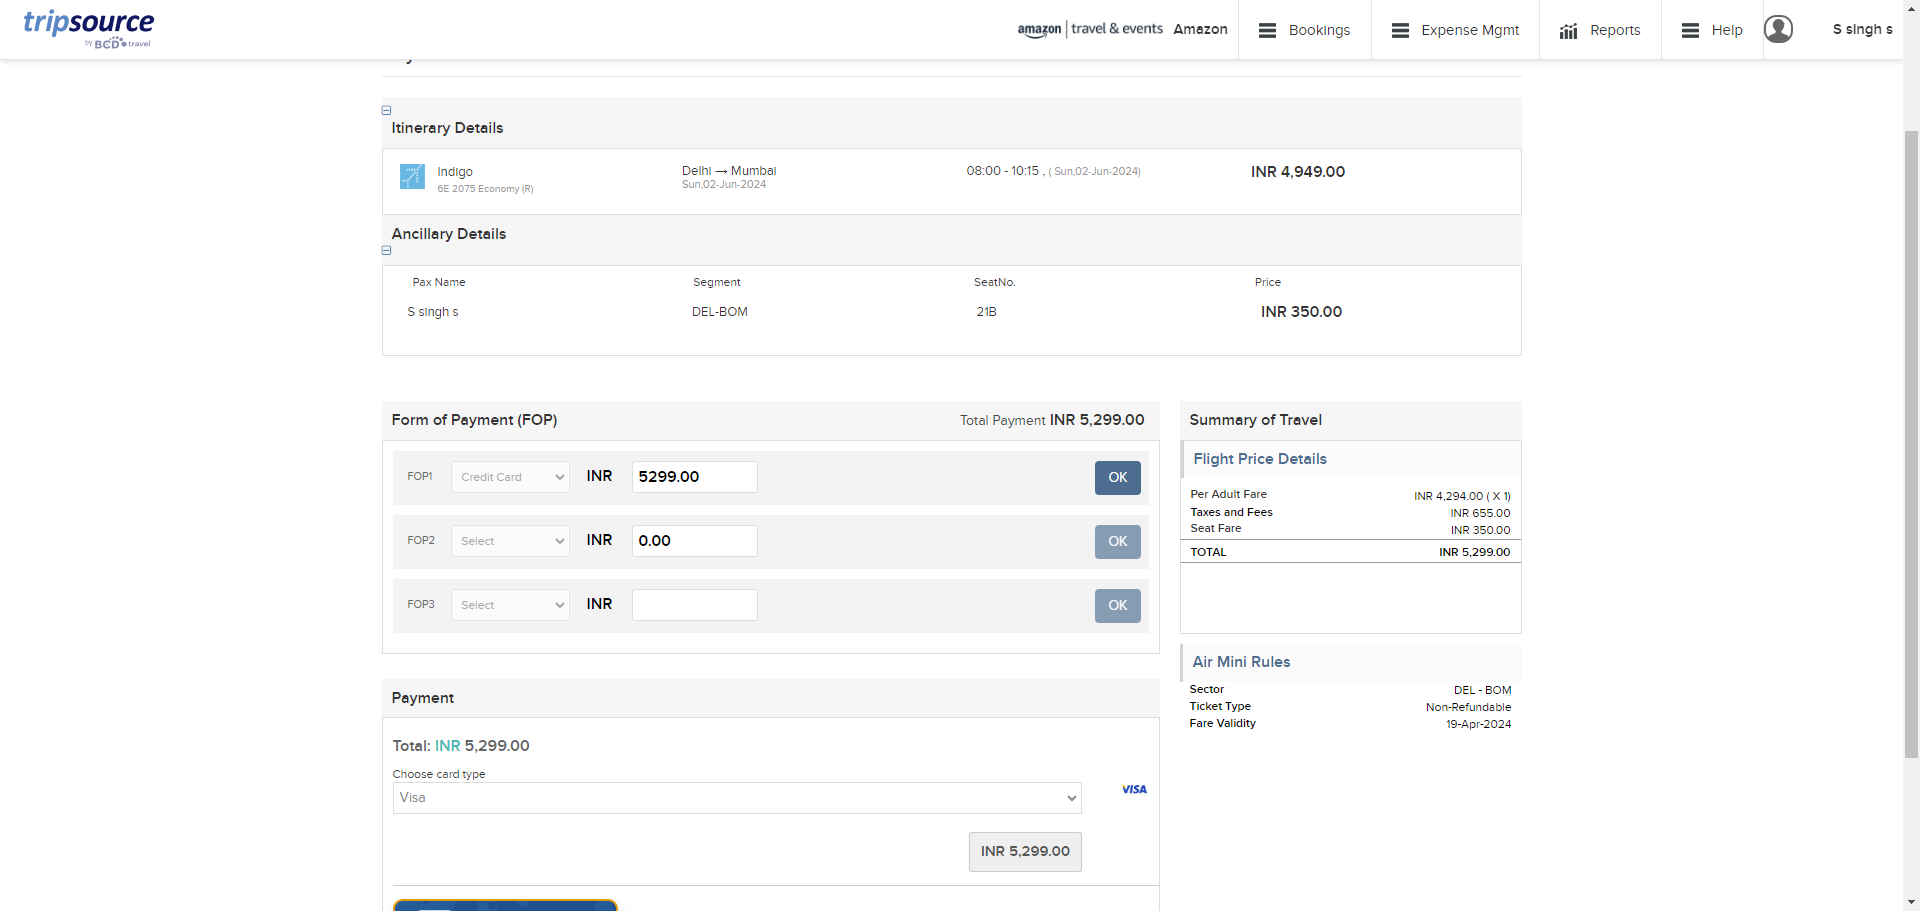 tripsource
by BCD travel
amazon | travel & events Amazon
Bookings
Expense Mgmt
Reports
Help
S singh s
Itinerary Details
Indigo
6E 2075 Economy (R)
Delhi → Mumbai
Sun,02-Jun-2024
08:00 - 10:15 , ( Sun,02-Jun-2024)
INR 4,949.00
Ancillary Details
Pax Name Segment SeatNo. Price
S singh s DEL-BOM 21B INR 350.00
Form of Payment (FOP) Total Payment INR 5,299.00
FOP1 Credit Card INR 5299.00 OK
FOP2 Select INR 0.00 OK
FOP3 Select INR OK
Payment
Total: INR 5,299.00
Choose card type
Visa
VISA
INR 5,299.00
Summary of Travel
Flight Price Details
Per Adult Fare INR 4,294.00 ( X 1)
Taxes and Fees INR 655.00
Seat Fare INR 350.00
TOTAL INR 5,299.00
Air Mini Rules
Sector DEL - BOM
Ticket Type Non-Refundable
Fare Validity 19-Apr-2024